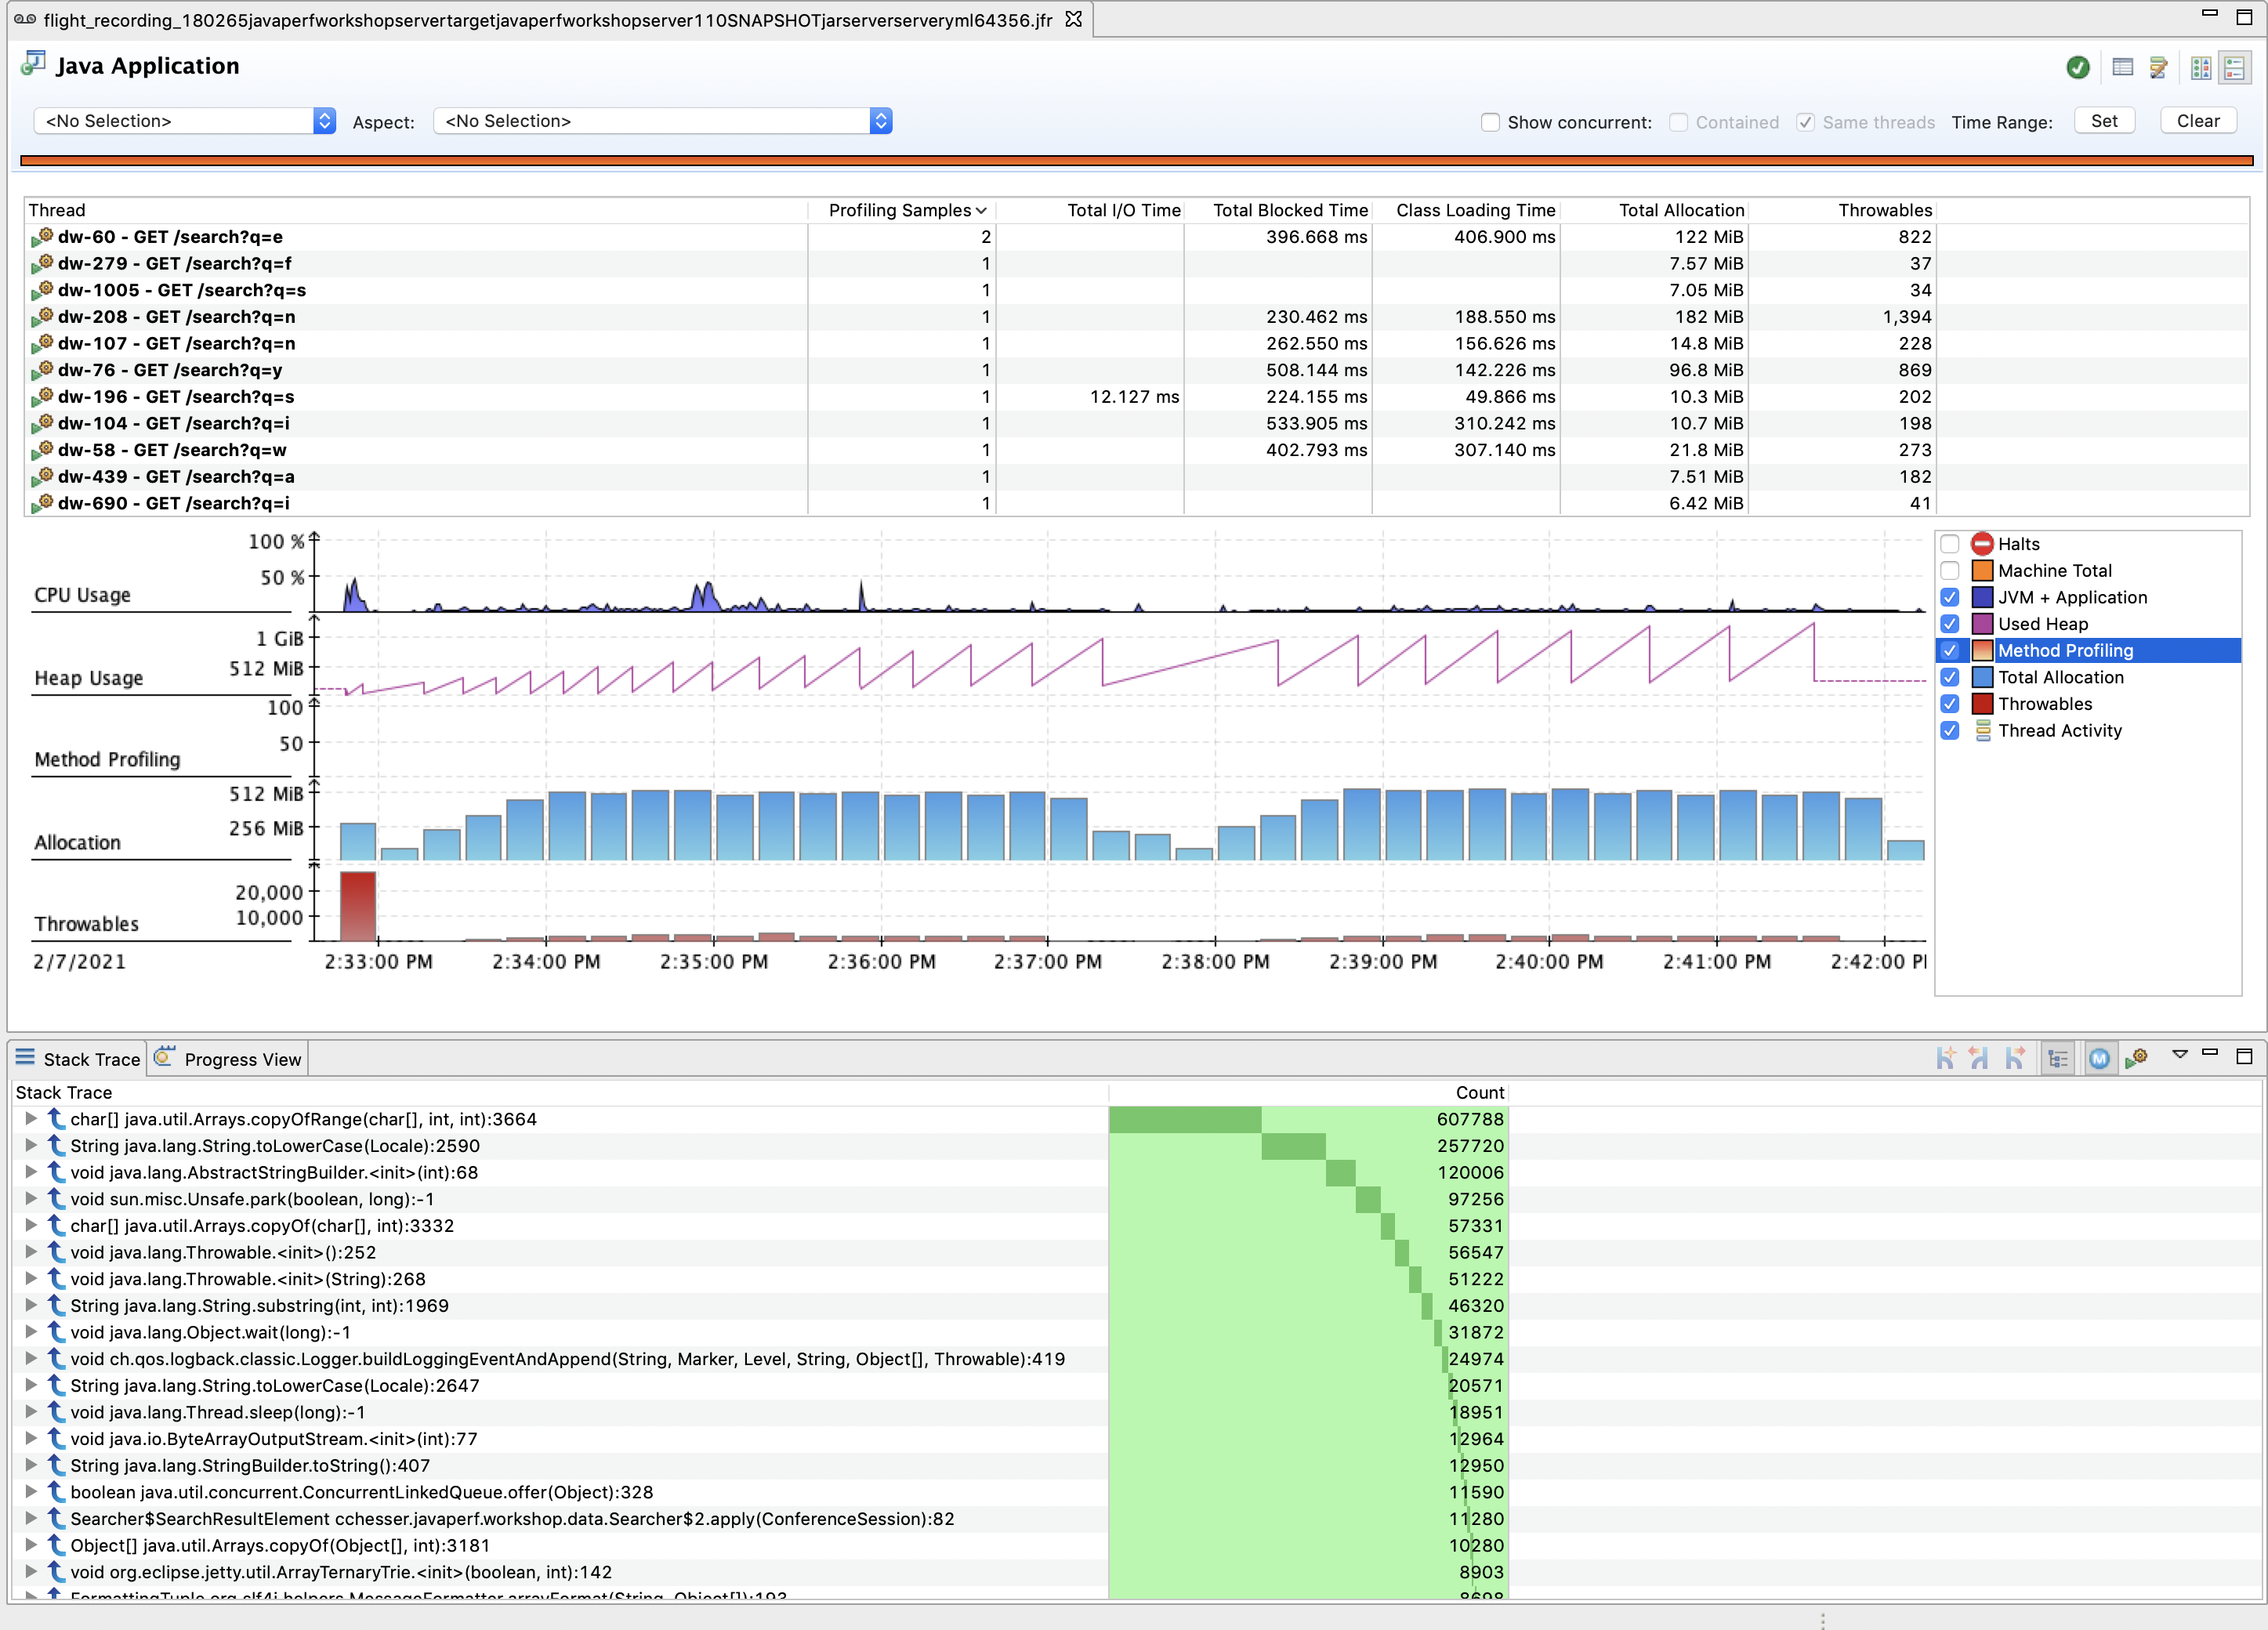 flight_recording_180265javaperfworkshopservertargetjavaperfworkshopserver110SNAPSHOTjarserverserveryml64356.jfr
Java Application
<No Selection> Aspect: <No Selection> Show concurrent: Contained Same threads Time Range: Set Clear
Thread Profiling Samples Total I/O Time Total Blocked Time Class Loading Time Total Allocation Throwables
dw-60 - GET /search?q=e 2 396.668 ms 406.900 ms 122 MiB 822
dw-279 - GET /search?q=f 1 7.57 MiB 37
dw-1005 - GET /search?q=s 1 7.05 MiB 34
dw-208 - GET /search?q=n 1 230.462 ms 188.550 ms 182 MiB 1,394
dw-107 - GET /search?q=n 1 262.550 ms 156.626 ms 14.8 MiB 228
dw-76 - GET /search?q=y 1 508.144 ms 142.226 ms 96.8 MiB 869
dw-196 - GET /search?q=s 1 12.127 ms 224.155 ms 49.866 ms 10.3 MiB 202
dw-104 - GET /search?q=i 1 533.905 ms 310.242 ms 10.7 MiB 198
dw-58 - GET /search?q=w 1 402.793 ms 307.140 ms 21.8 MiB 273
dw-439 - GET /search?q=a 1 7.51 MiB 182
dw-690 - GET /search?q=i 1 6.42 MiB 41
100 %
50 %
CPU Usage
1 GiB
512 MiB
Heap Usage
100
50
Method Profiling
512 MiB
256 MiB
Allocation
20,000
10,000
Throwables
2/7/2021 2:33:00 PM 2:34:00 PM 2:35:00 PM 2:36:00 PM 2:37:00 PM 2:38:00 PM 2:39:00 PM 2:40:00 PM 2:41:00 PM 2:42:00 P
Halts
Machine Total
JVM + Application
Used Heap
Method Profiling
Total Allocation
Throwables
Thread Activity
Stack Trace Progress View
Stack Trace Count
char[] java.util.Arrays.copyOfRange(char[], int, int):3664 607788
String java.lang.String.toLowerCase(Locale):2590 257720
void java.lang.AbstractStringBuilder.<init>(int):68 120006
void sun.misc.Unsafe.park(boolean, long):-1 97256
char[] java.util.Arrays.copyOf(char[], int):3332 57331
void java.lang.Throwable.<init>():252 56547
void java.lang.Throwable.<init>(String):268 51222
String java.lang.String.substring(int, int):1969 46320
void java.lang.Object.wait(long):-1 31872
void ch.qos.logback.classic.Logger.buildLoggingEventAndAppend(String, Marker, Level, String, Object[], Throwable):419 24974
String java.lang.String.toLowerCase(Locale):2647 20571
void java.lang.Thread.sleep(long):-1 18951
void java.io.ByteArrayOutputStream.<init>(int):77 12964
String java.lang.StringBuilder.toString():407 12950
boolean java.util.concurrent.ConcurrentLinkedQueue.offer(Object):328 11590
Searcher$SearchResultElement cchesser.javaperf.workshop.data.Searcher$2.apply(ConferenceSession):82 11280
Object[] java.util.Arrays.copyOf(Object[], int):3181 10280
void org.eclipse.jetty.util.ArrayTernaryTrie.<init>(boolean, int):142 8903
FormattingTuple org.slf4j.helpers.MessageFormatter.arrayFormat(String, Object[]):193 8698